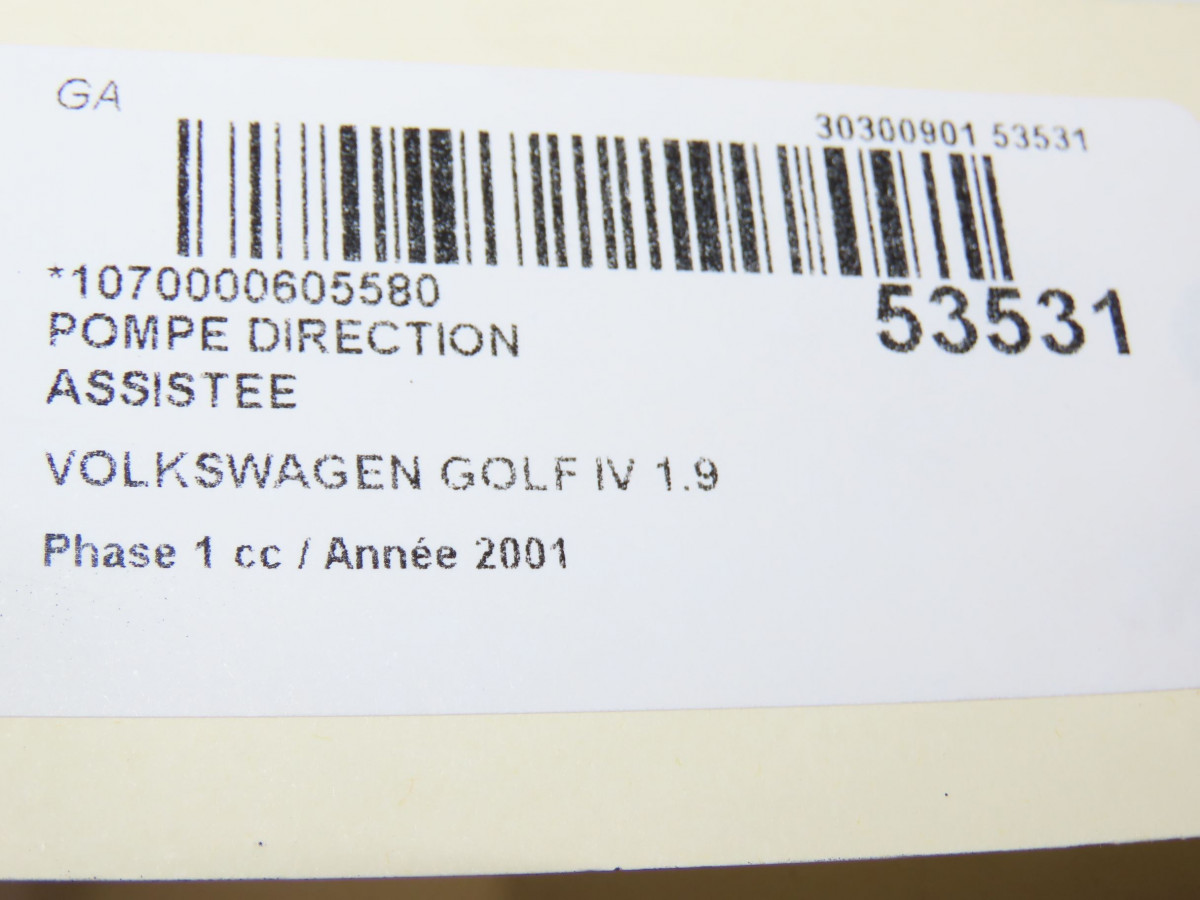 GA
30300901 53531
*1070000605580
53531
POMPE DIRECTION
ASSISTEE
VOLKSWAGEN GOLF IV 1.9
Phase 1 cc / Année 2001